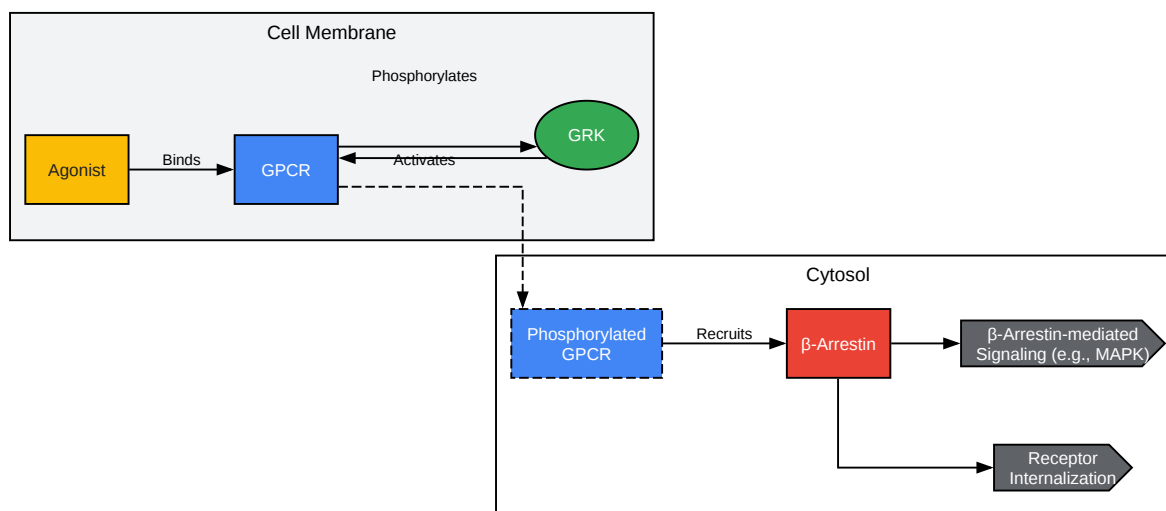 Cell Membrane
Phosphorylates
GRK
Agonist
Binds
GPCR
Activates
Cytosol
Phosphorylated
GPCR
Recruits
β-Arrestin
β-Arrestin-mediated
Signaling (e.g., MAPK)
Receptor
Internalization